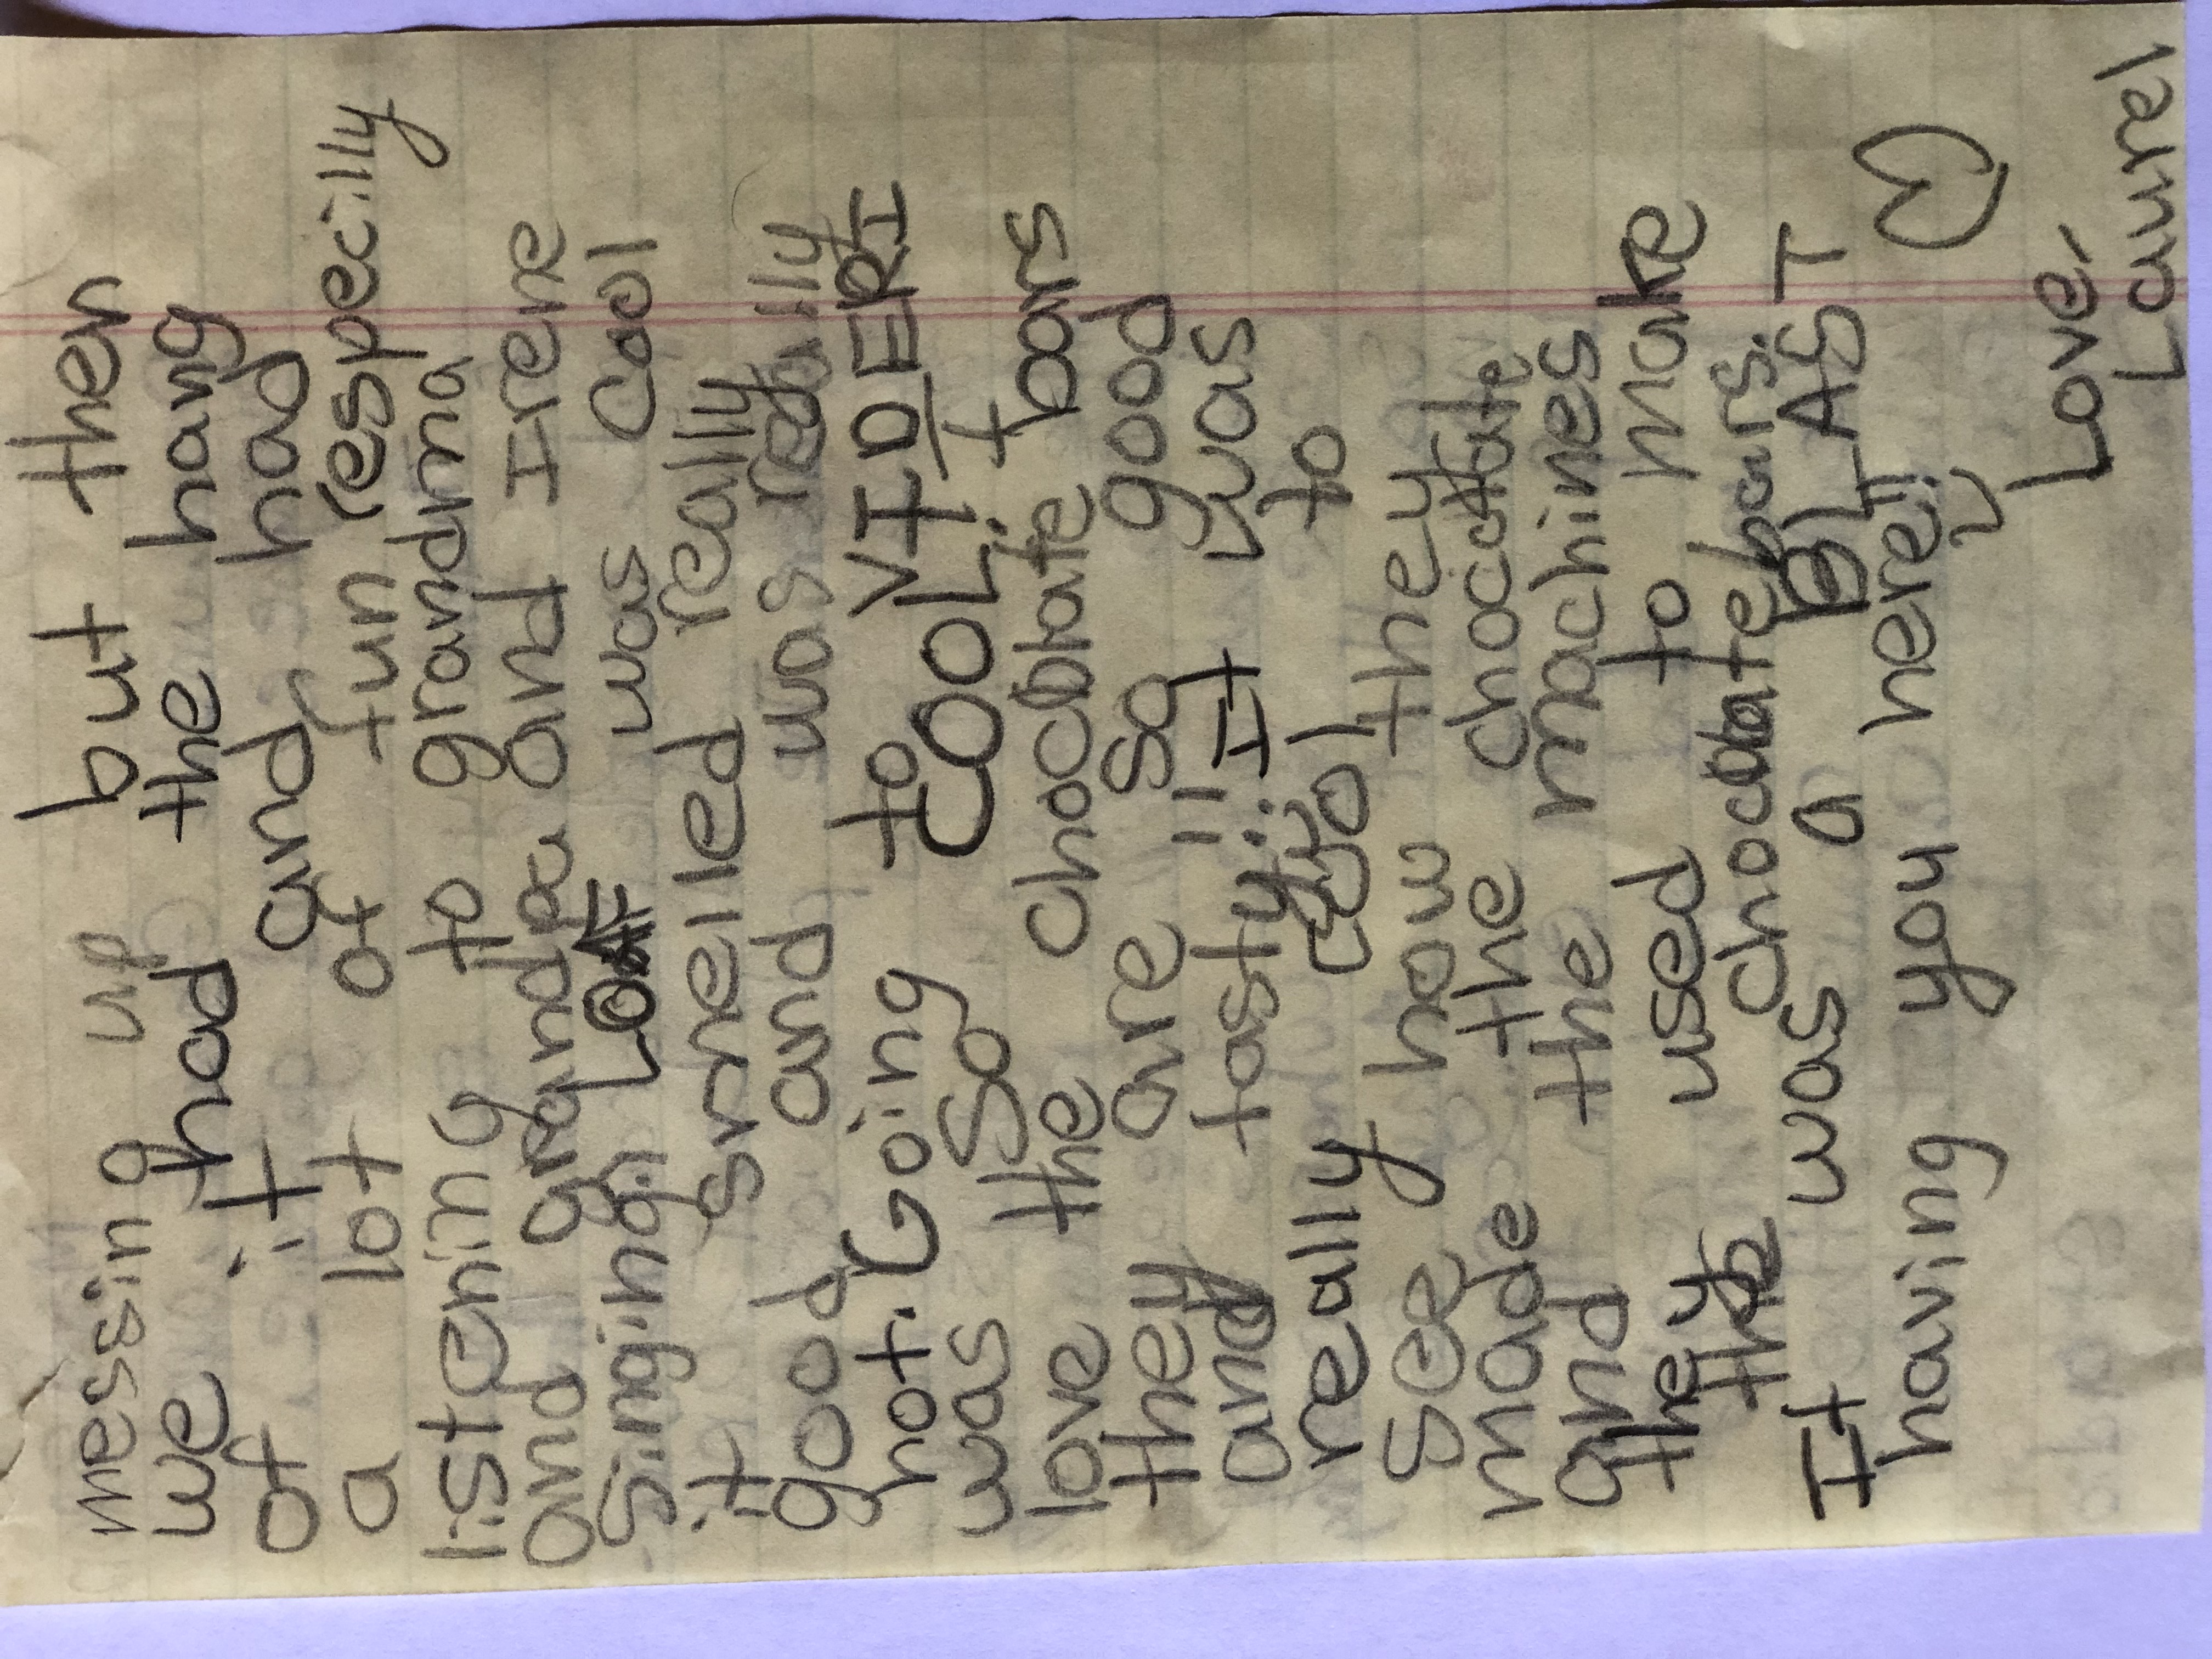 messing up but then
we had the hang
of it and had
a lot of fun, (especilly
listening to grandma
and grandpa and Irene
Singing.) LOAF was cool
it smelled really
good and was really
hot. Going to VIDERI
was So COOL! I
love the chocolate bars
they are so good
and tasty!! It was
really cool to
see how they
made the chocolate
and the machines
they used to make
the chocolate bars.
It was a BLAST
having you here!!
Love,
Laurel